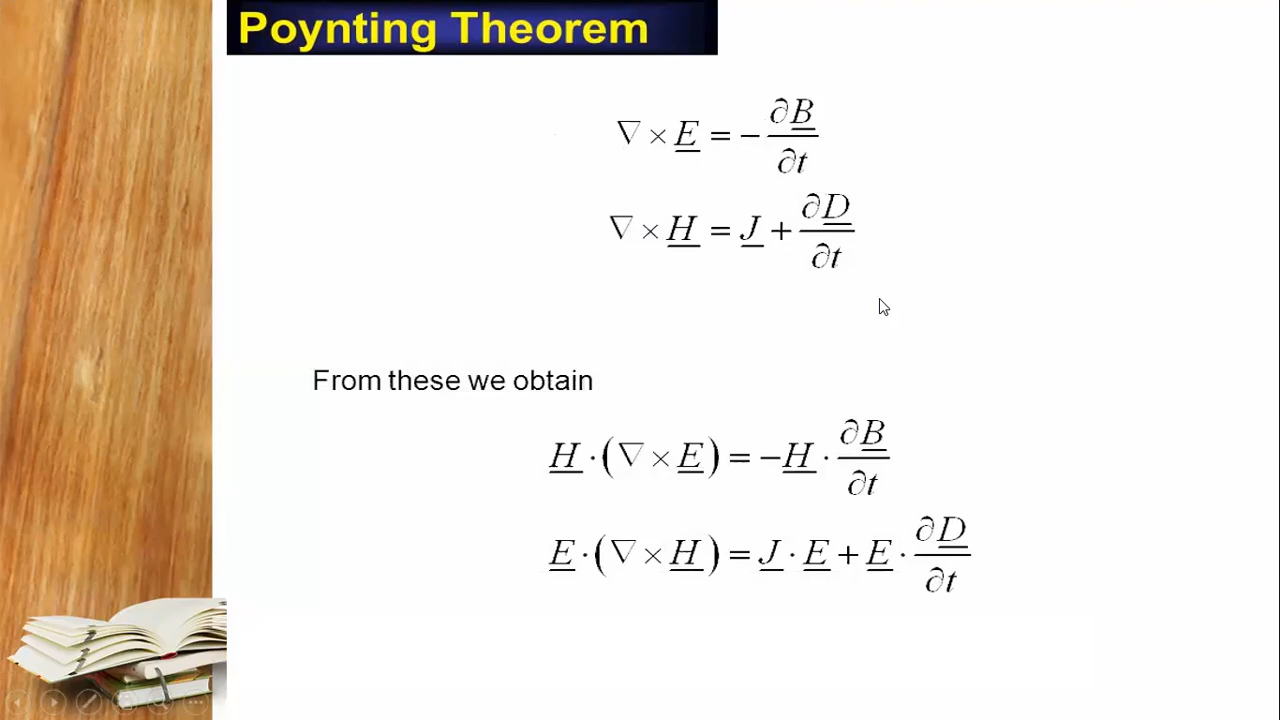 Poynting Theorem
∇ × E = − ∂B/∂t
∇ × H = J + ∂D/∂t
From these we obtain
H · (∇ × E) = −H · ∂B/∂t
E · (∇ × H) = J · E + E · ∂D/∂t